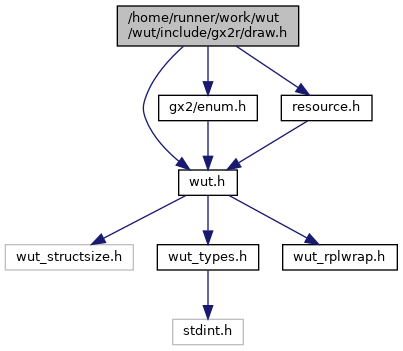 /home/runner/work/wut
/wut/include/gx2r/draw.h
gx2/enum.h
resource.h
wut.h
wut_structsize.h
wut_types.h
wut_rplwrap.h
stdint.h